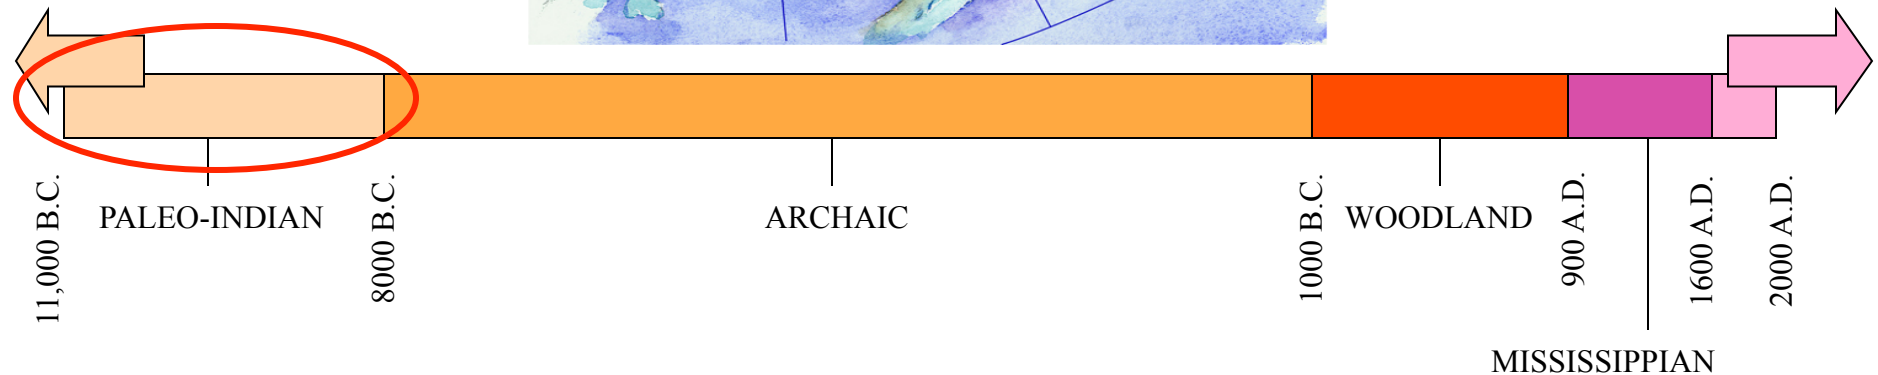 11,000 B.C.
PALEO-INDIAN
8000 B.C.
ARCHAIC
1000 B.C.
WOODLAND
900 A.D.
MISSISSIPPIAN
1600 A.D.
2000 A.D.